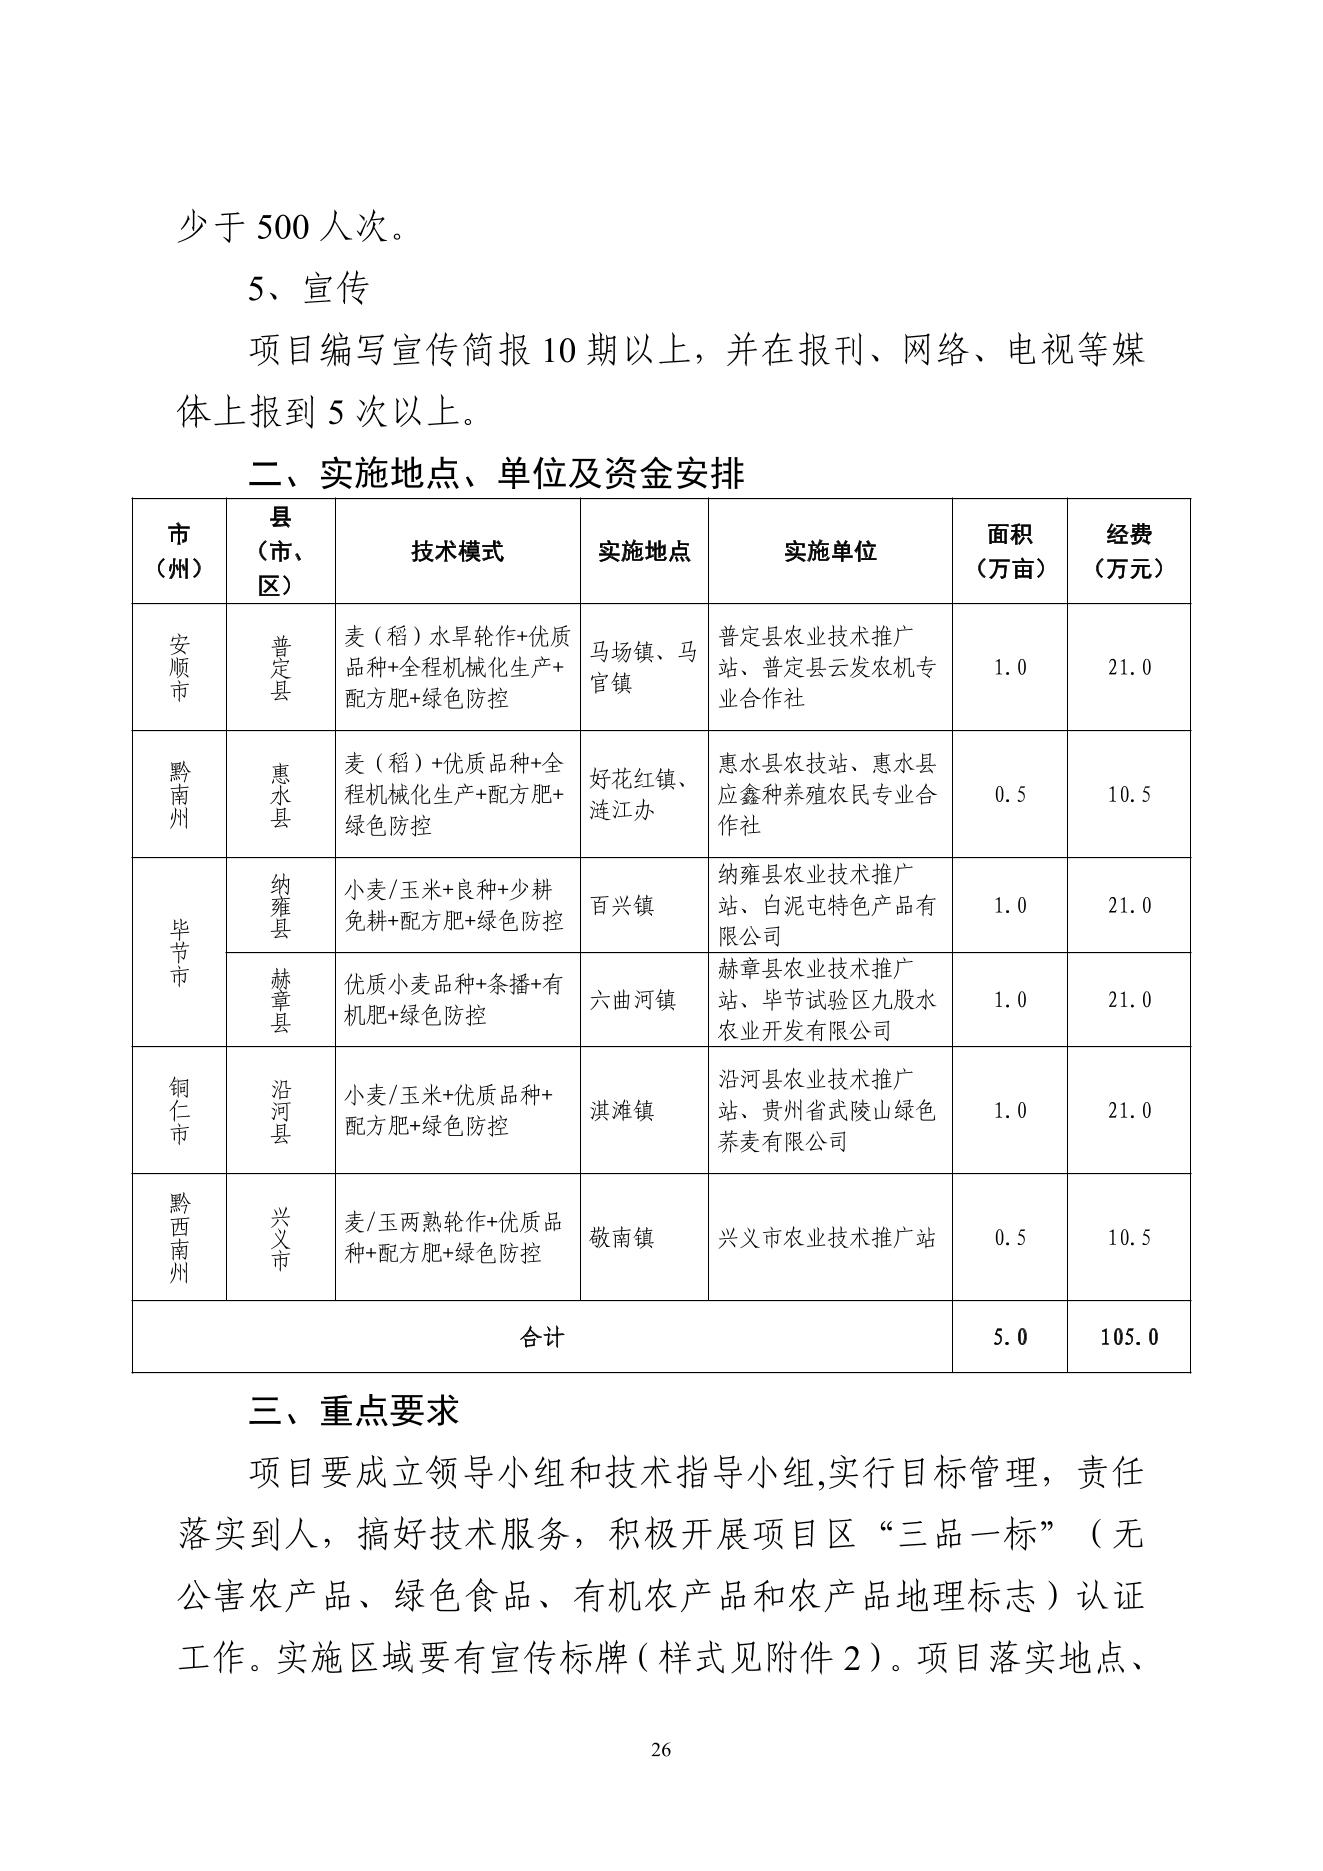 少于 500 人次。
5、宣传
项目编写宣传简报 10 期以上，并在报刊、网络、电视等媒
体上报到 5 次以上。
二、实施地点、单位及资金安排
市
（州）
县
（市、
区）
技术模式
实施地点
实施单位
面积
（万亩）
经费
（万元）
安顺市
普定县
麦（稻）水旱轮作+优质
品种+全程机械化生产+
配方肥+绿色防控
马场镇、马
官镇
普定县农业技术推广
站、普定县云发农机专
业合作社
1.0
21.0
黔南州
惠水县
麦（稻）+优质品种+全
程机械化生产+配方肥+
绿色防控
好花红镇、
涟江办
惠水县农技站、惠水县
应鑫种养殖农民专业合
作社
0.5
10.5
毕节市
纳雍县
小麦/玉米+良种+少耕
免耕+配方肥+绿色防控
百兴镇
纳雍县农业技术推广
站、白泥屯特色产品有
限公司
1.0
21.0
赫章县
优质小麦品种+条播+有
机肥+绿色防控
六曲河镇
赫章县农业技术推广
站、毕节试验区九股水
农业开发有限公司
1.0
21.0
铜仁市
沿河县
小麦/玉米+优质品种+
配方肥+绿色防控
淇滩镇
沿河县农业技术推广
站、贵州省武陵山绿色
荞麦有限公司
1.0
21.0
黔西南州
兴义市
麦/玉两熟轮作+优质品
种+配方肥+绿色防控
敬南镇
兴义市农业技术推广站
0.5
10.5
合计
5.0
105.0
三、重点要求
项目要成立领导小组和技术指导小组,实行目标管理，责任
落实到人，搞好技术服务，积极开展项目区“三品一标”（无
公害农产品、绿色食品、有机农产品和农产品地理标志）认证
工作。实施区域要有宣传标牌（样式见附件 2）。项目落实地点、
26